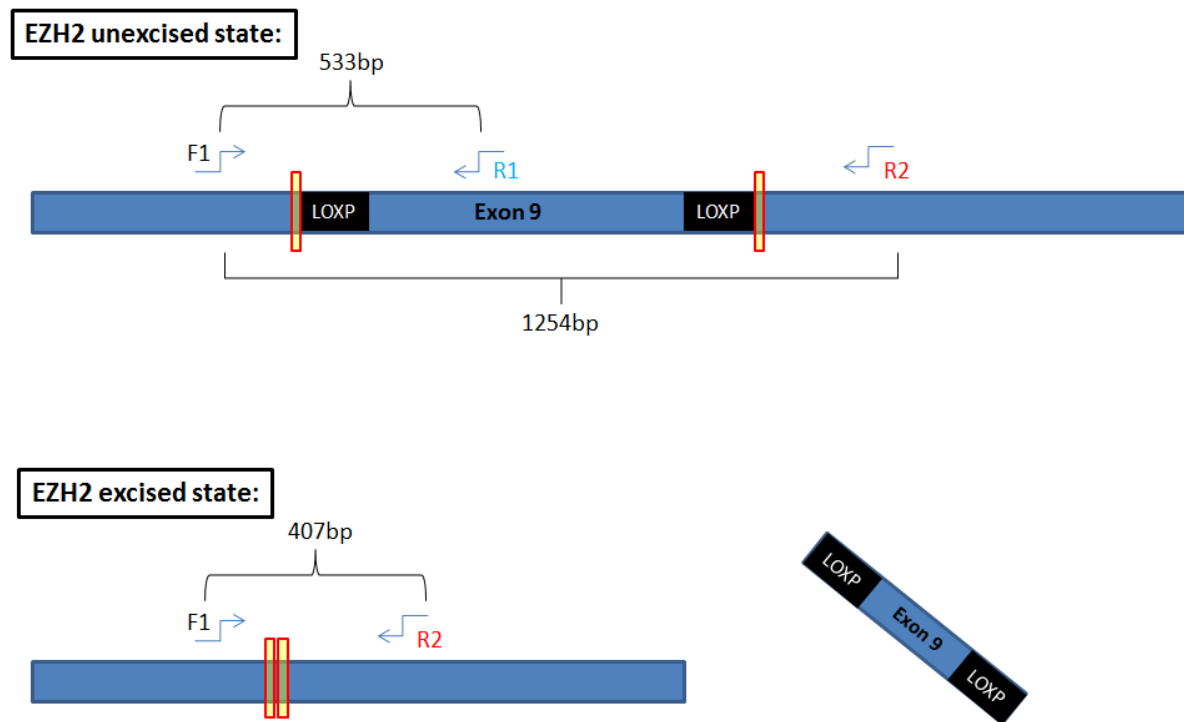 EZH2 unexcised state:
533bp
F1
R1
R2
LOXP Exon 9 LOXP
1254bp
EZH2 excised state:
407bp
F1
R2
LOXP Exon 9 LOXP